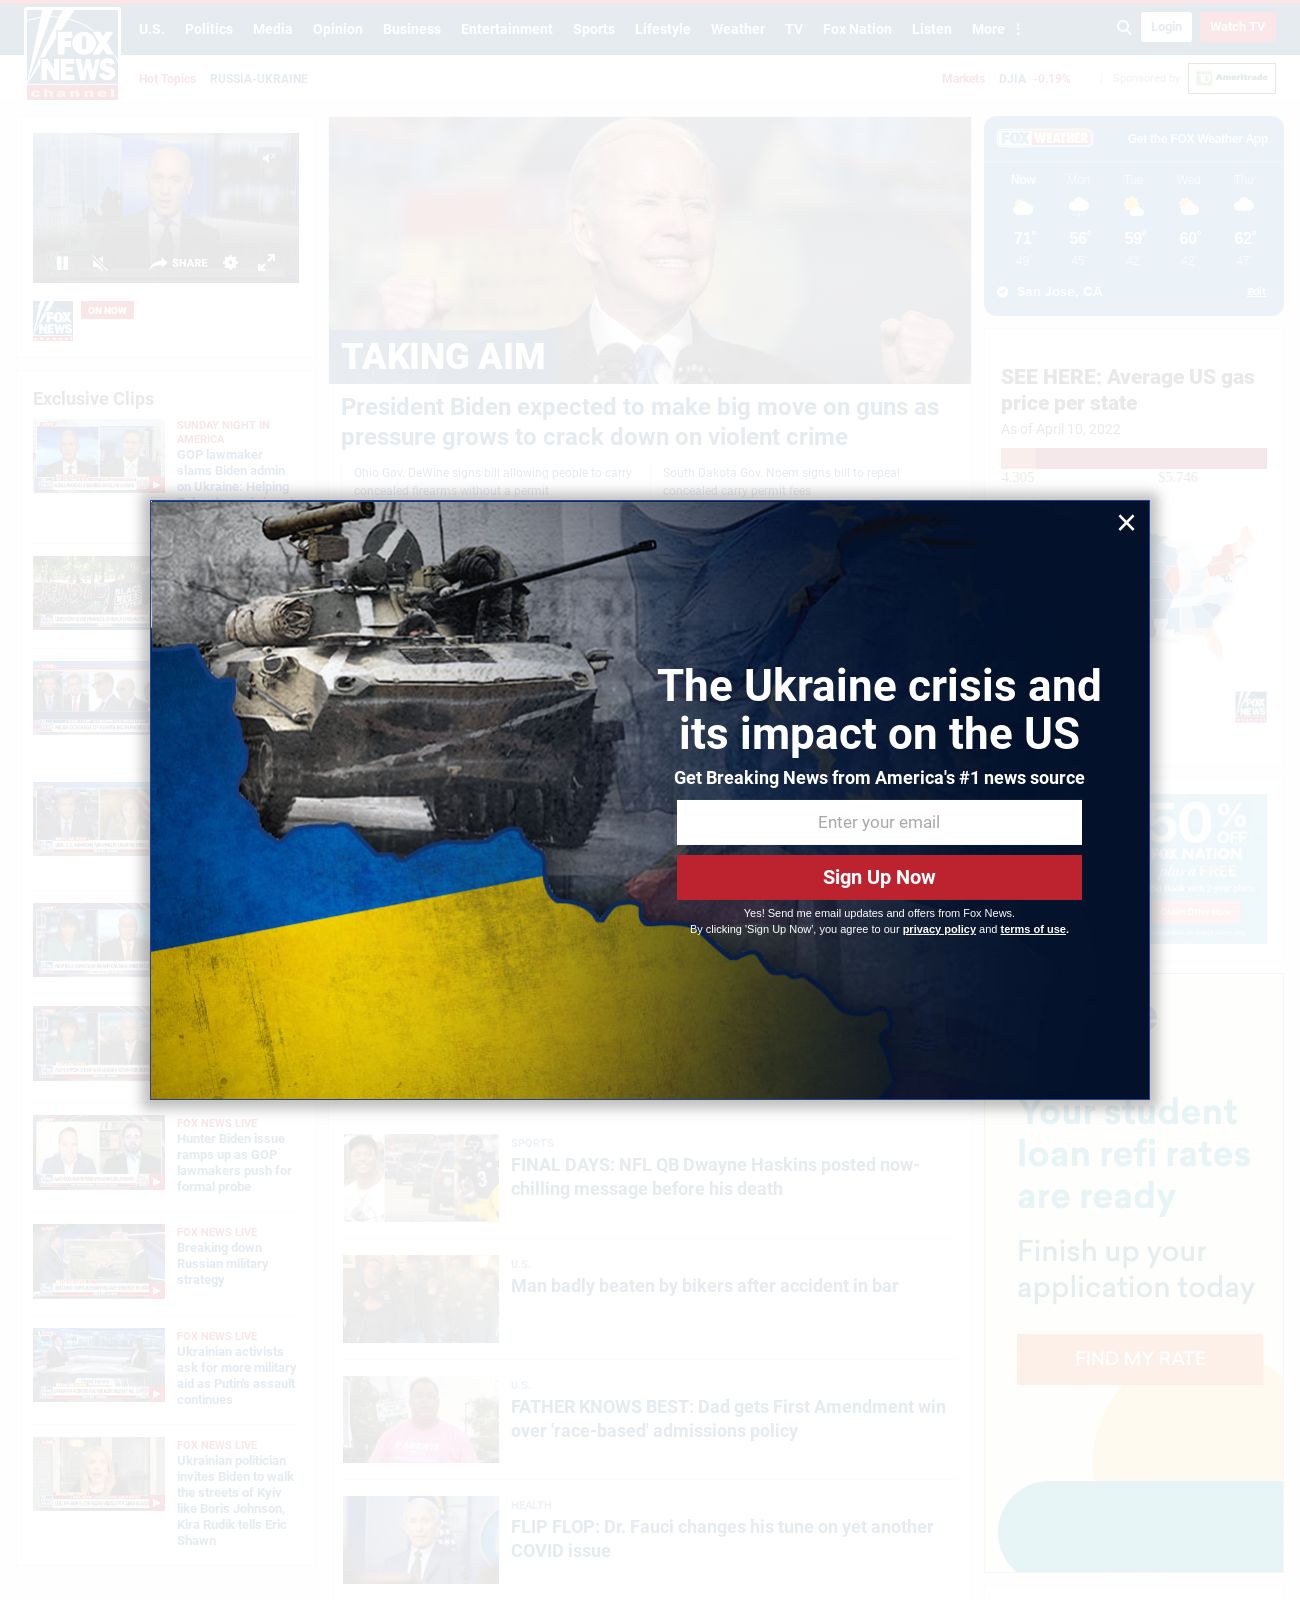 U.S. Politics Media Opinion Business Entertainment Sports Lifestyle Weather TV Fox Nation Listen More
Login
Watch TV
FOX
NEWS
channel
Hot Topics RUSSIA-UKRAINE
Markets DJIA -0.19%
Sponsored by
Ameritrade
SHARE
FOX
NEWS
ON NOW
Exclusive Clips
SUNDAY NIGHT IN
AMERICA
GOP lawmaker
slams Biden admin
on Ukraine: Helping
TAKING AIM
President Biden expected to make big move on guns as
pressure grows to crack down on violent crime
Ohio Gov. DeWine signs bill allowing people to carry
concealed firearms without a permit
South Dakota Gov. Noem signs bill to repeal
concealed carry permit fees
FOX WEATHER
Get the FOX Weather App
Now Mon Tue Wed Thu
71° 56° 59° 60° 62°
49° 45° 42° 42° 47°
San Jose, CA
Edit
SEE HERE: Average US gas
price per state
As of April 10, 2022
4.305 $5.746
The Ukraine crisis and
its impact on the US
Get Breaking News from America's #1 news source
Enter your email
Sign Up Now
Yes! Send me email updates and offers from Fox News.
By clicking 'Sign Up Now', you agree to our privacy policy and terms of use.
50% OFF
FOX NATION
plus a FREE
FOX NEWS LIVE
Hunter Biden issue
ramps up as GOP
lawmakers push for
formal probe
FOX NEWS LIVE
Breaking down
Russian military
strategy
FOX NEWS LIVE
Ukrainian activists
ask for more military
aid as Putin's assault
continues
FOX NEWS LIVE
Ukrainian politician
invites Biden to walk
the streets of Kyiv
like Boris Johnson,
Kira Rudik tells Eric
Shawn
SPORTS
FINAL DAYS: NFL QB Dwayne Haskins posted now-
chilling message before his death
U.S.
Man badly beaten by bikers after accident in bar
U.S.
FATHER KNOWS BEST: Dad gets First Amendment win
over 'race-based' admissions policy
HEALTH
FLIP FLOP: Dr. Fauci changes his tune on yet another
COVID issue
Your student
loan refi rates
are ready
Finish up your
application today
FIND MY RATE